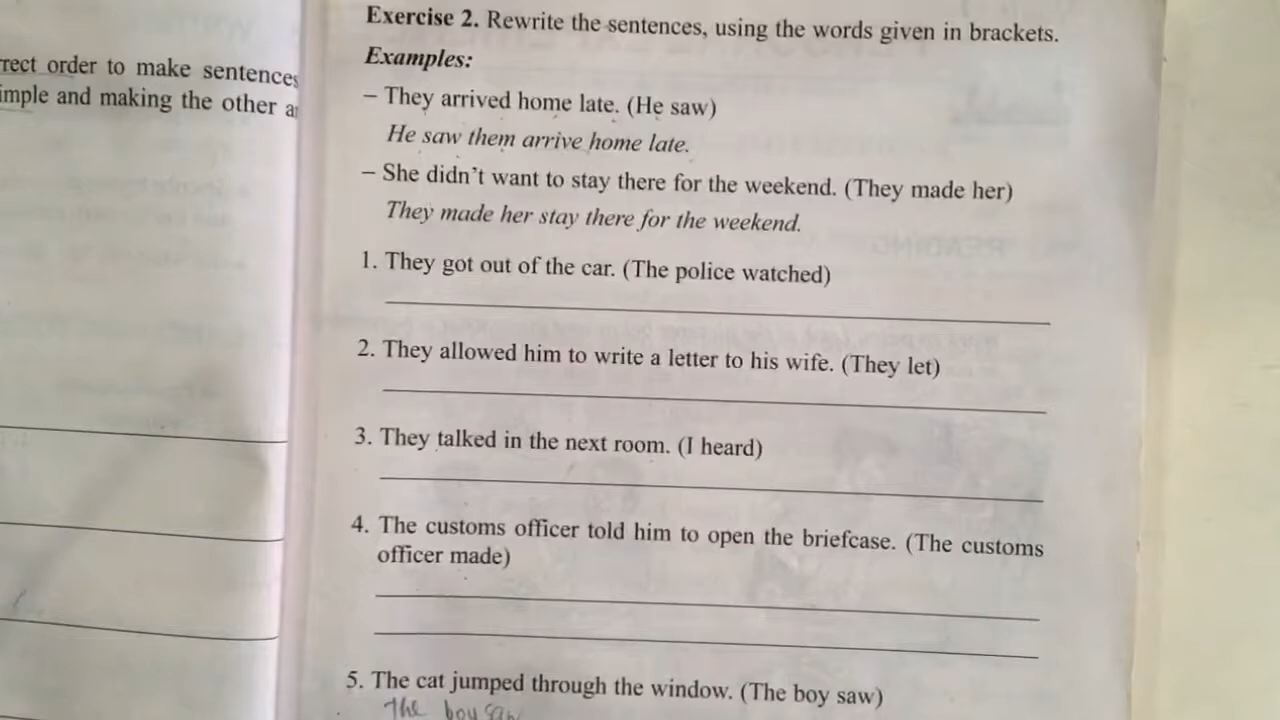 rrect order to make sentences
imple and making the other a
Exercise 2. Rewrite the sentences, using the words given in brackets.
Examples:
– They arrived home late. (He saw)
He saw them arrive home late.
– She didn't want to stay there for the weekend. (They made her)
They made her stay there for the weekend.
1. They got out of the car. (The police watched)
2. They allowed him to write a letter to his wife. (They let)
3. They talked in the next room. (I heard)
4. The customs officer told him to open the briefcase. (The customs
officer made)
5. The cat jumped through the window. (The boy saw)
The boy saw